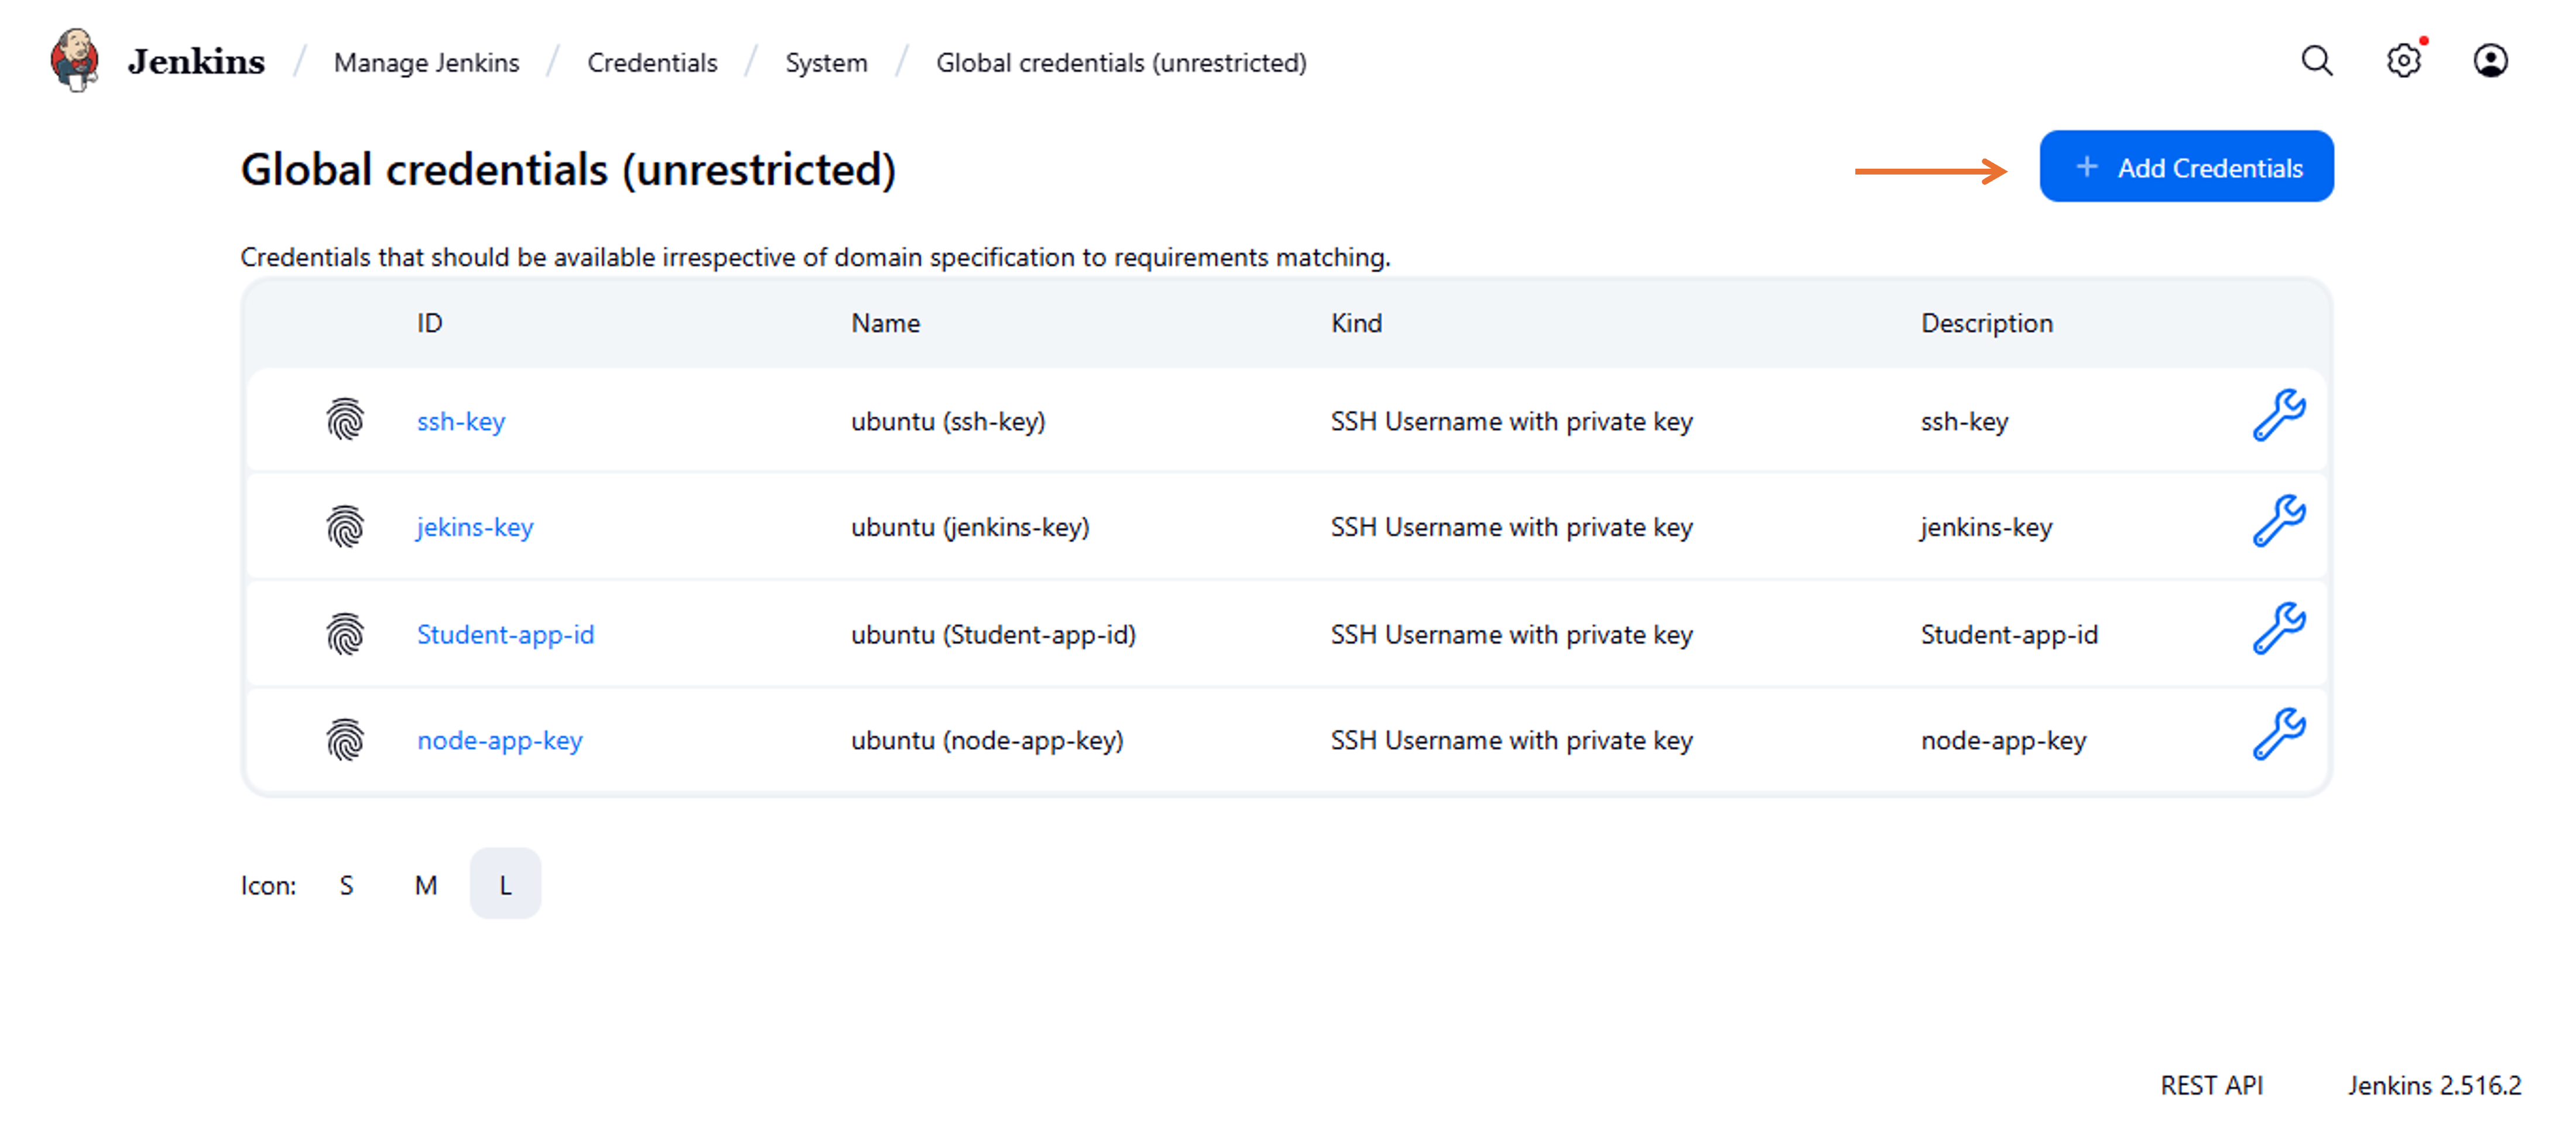 Jenkins / Manage Jenkins / Credentials / System / Global credentials (unrestricted)
Global credentials (unrestricted)
+ Add Credentials
Credentials that should be available irrespective of domain specification to requirements matching.
ID Name Kind Description
ssh-key ubuntu (ssh-key) SSH Username with private key ssh-key
jekins-key ubuntu (jenkins-key) SSH Username with private key jenkins-key
Student-app-id ubuntu (Student-app-id) SSH Username with private key Student-app-id
node-app-key ubuntu (node-app-key) SSH Username with private key node-app-key
Icon: S M L
REST API Jenkins 2.516.2